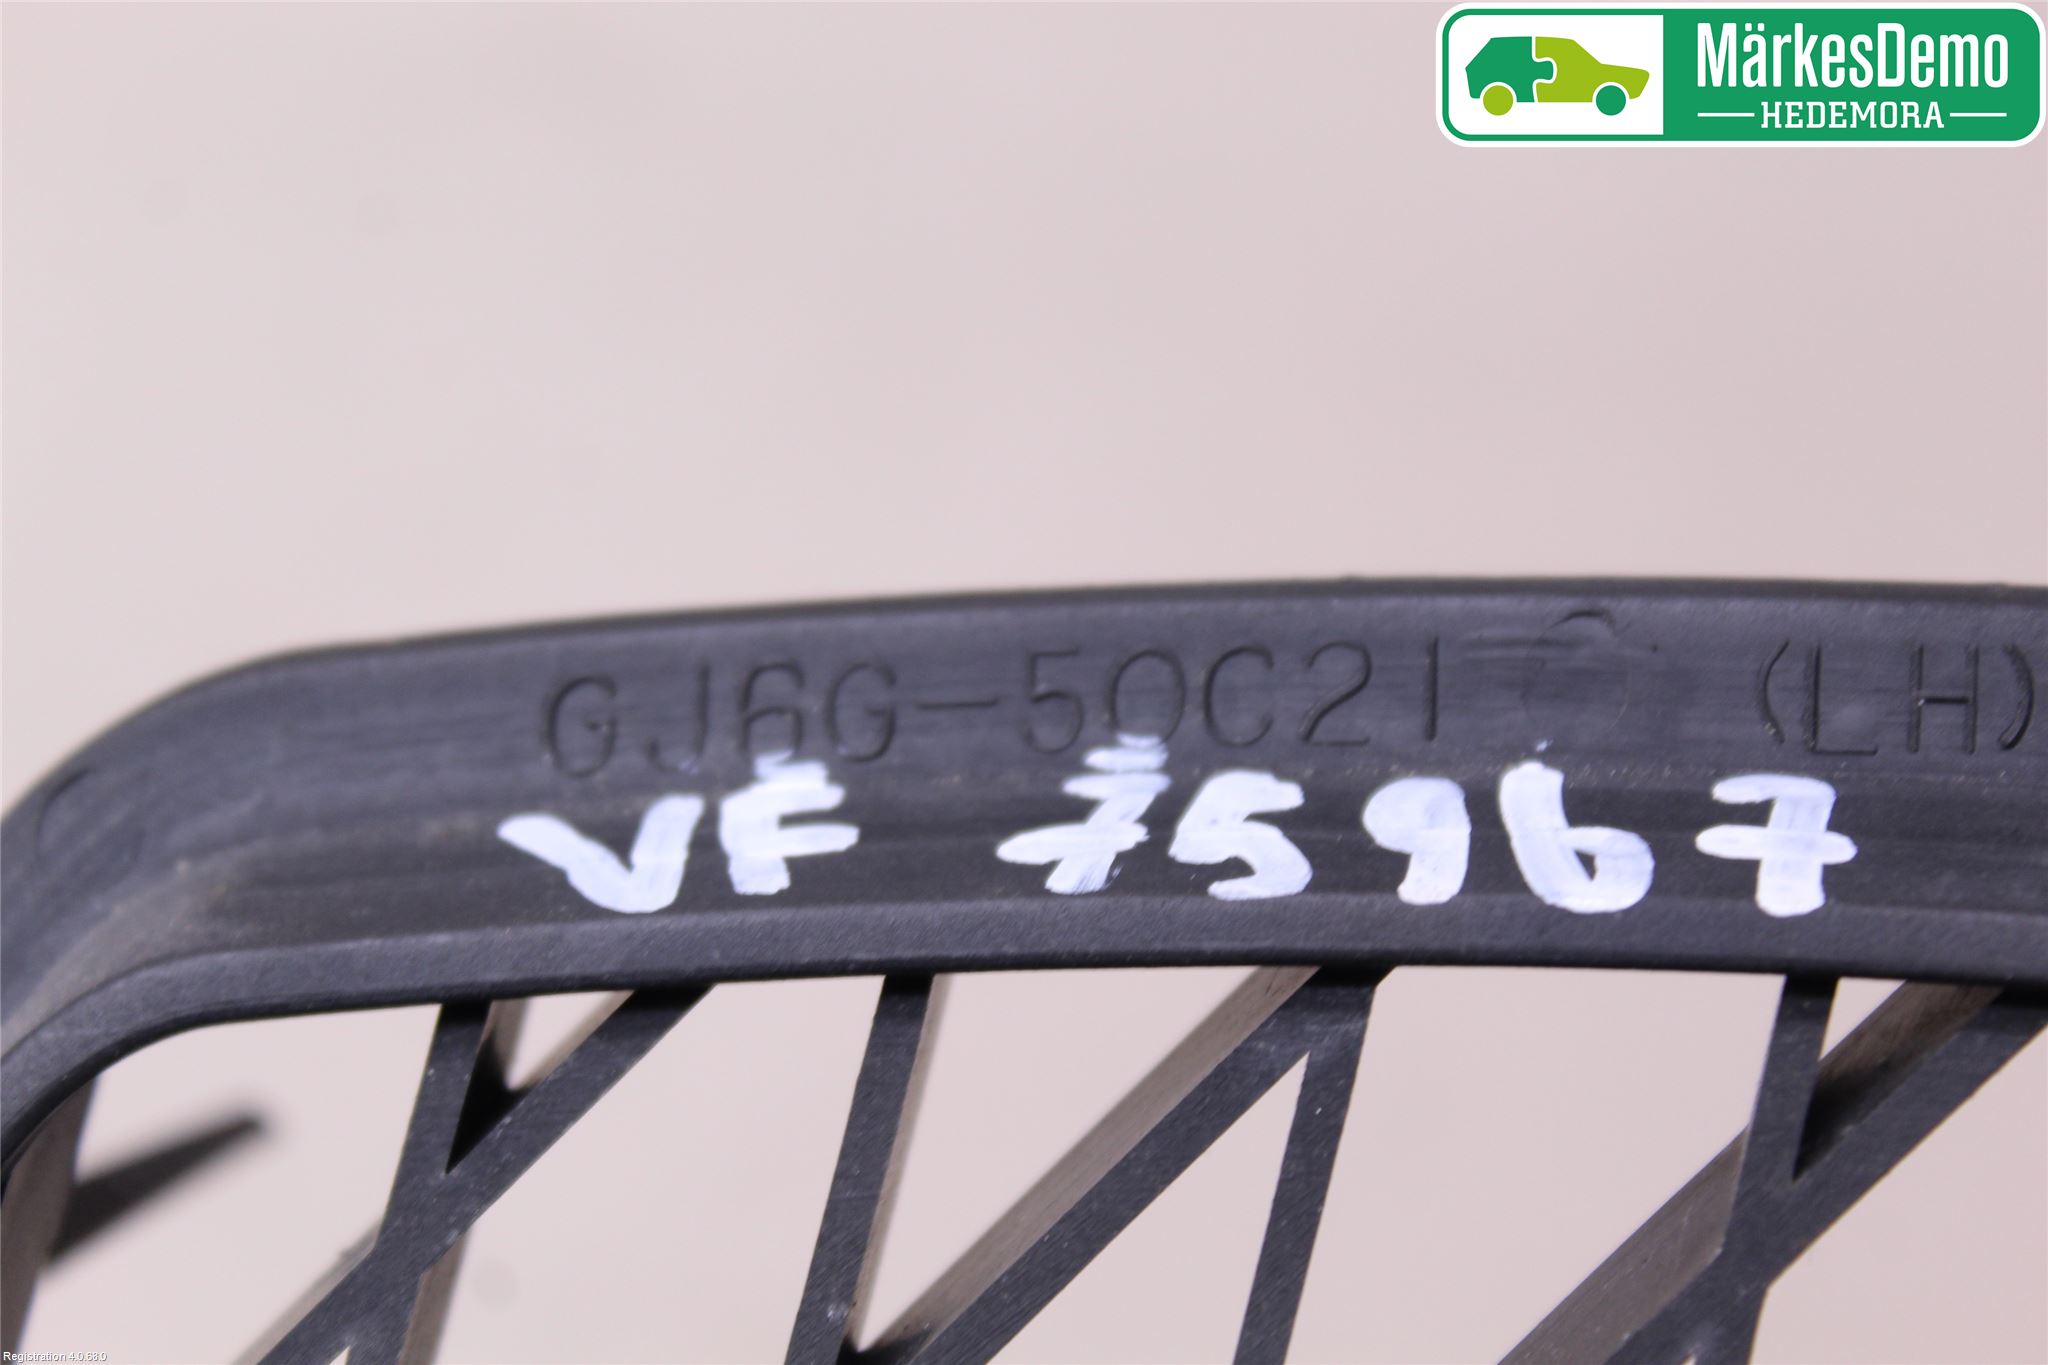 MärkesDemo
HEDEMORA
GJ6G-50C21 (LH)
VF 75967
Registration 4.0.68.0